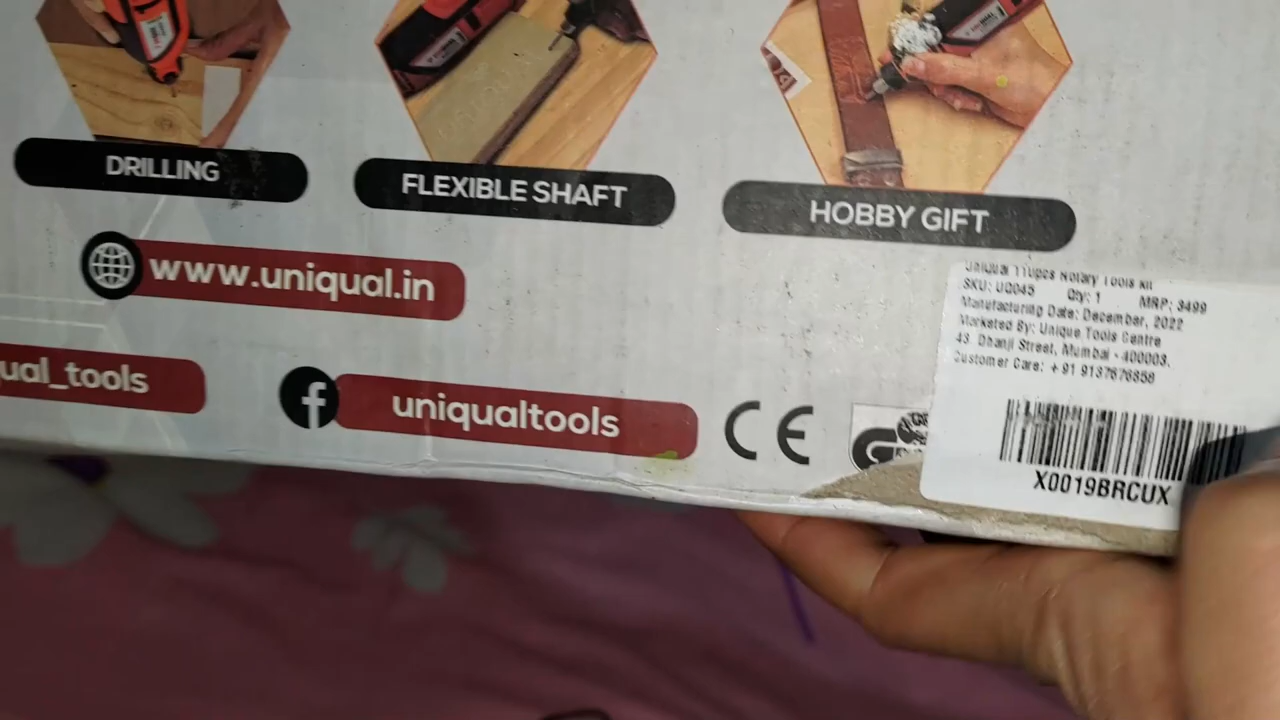 DRILLING
FLEXIBLE SHAFT
HOBBY GIFT
www.uniqual.in
ual_tools
uniqualtools
CE
Uniqual 110pcs Rotary Tools Kit
SKU: UQ045 Qty: 1 MRP: 3499
Manufacturing Date: December, 2022
Marketed By: Unique Tools Centre
43, Dhanji Street, Mumbai - 400003.
Customer Care: + 91 9137676858
X0019BRCUX